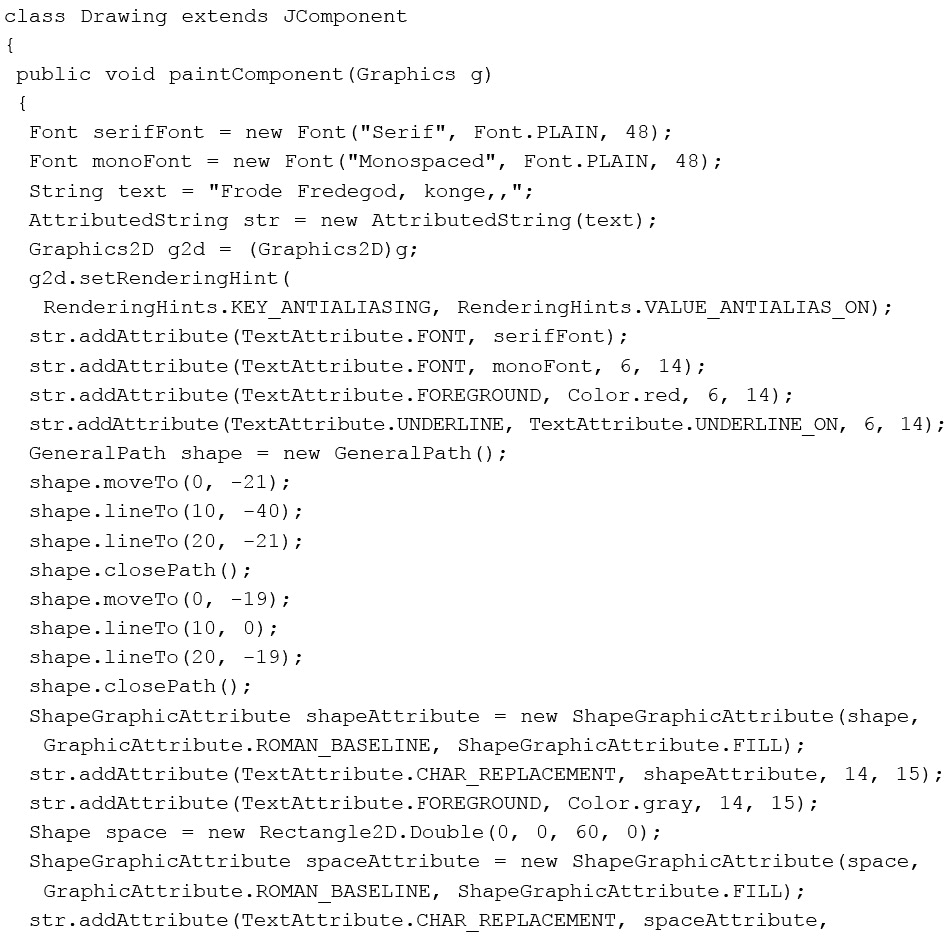 class Drawing extends JComponent
{
public void paintComponent(Graphics g)
{
Font serifFont = new Font("Serif", Font.PLAIN, 48);
Font monoFont = new Font("Monospaced", Font.PLAIN, 48);
String text = "Frode Fredegod, konge,,";
AttributedString str = new AttributedString(text);
Graphics2D g2d = (Graphics2D)g;
g2d.setRenderingHint(
RenderingHints.KEY_ANTIALIASING, RenderingHints.VALUE_ANTIALIAS_ON);
str.addAttribute(TextAttribute.FONT, serifFont);
str.addAttribute(TextAttribute.FONT, monoFont, 6, 14);
str.addAttribute(TextAttribute.FOREGROUND, Color.red, 6, 14);
str.addAttribute(TextAttribute.UNDERLINE, TextAttribute.UNDERLINE_ON, 6, 14);
GeneralPath shape = new GeneralPath();
shape.moveTo(0, -21);
shape.lineTo(10, -40);
shape.lineTo(20, -21);
shape.closePath();
shape.moveTo(0, -19);
shape.lineTo(10, 0);
shape.lineTo(20, -19);
shape.closePath();
ShapeGraphicAttribute shapeAttribute = new ShapeGraphicAttribute(shape,
GraphicAttribute.ROMAN_BASELINE, ShapeGraphicAttribute.FILL);
str.addAttribute(TextAttribute.CHAR_REPLACEMENT, shapeAttribute, 14, 15);
str.addAttribute(TextAttribute.FOREGROUND, Color.gray, 14, 15);
Shape space = new Rectangle2D.Double(0, 0, 60, 0);
ShapeGraphicAttribute spaceAttribute = new ShapeGraphicAttribute(space,
GraphicAttribute.ROMAN_BASELINE, ShapeGraphicAttribute.FILL);
str.addAttribute(TextAttribute.CHAR_REPLACEMENT, spaceAttribute,